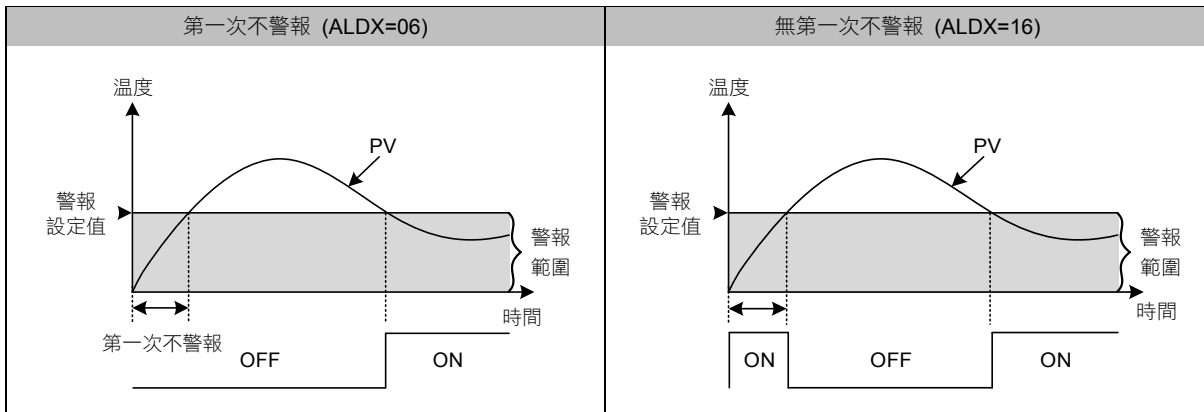 第一次不警報 (ALDX=06)
温度
PV
警報
設定值
警報
範圍
時間
第一次不警報
OFF
ON
無第一次不警報 (ALDX=16)
温度
PV
警報
設定值
警報
範圍
時間
ON
OFF
ON